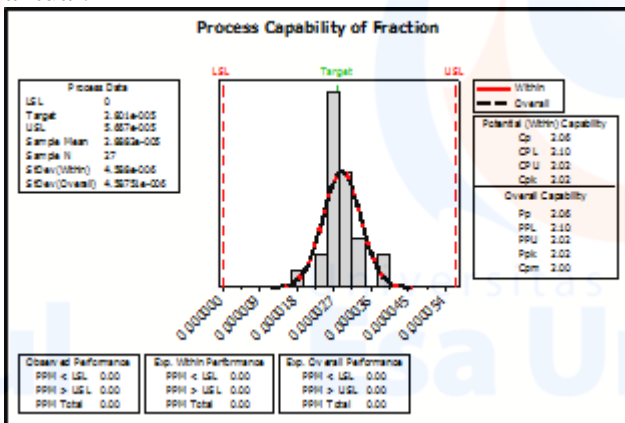 Process Capability of Fraction
LSL Target USL
Process Data
LSL 0
Target
USL
Sample Mean
Sample N 27
StDev(Within)
StDev(Overall)
Within
Overall
Potential (Within) Capability
Cp 2.06
CPL 2.10
CPU 2.02
Cpk 2.02
Overall Capability
Pp 2.06
PPL 2.10
PPU 2.02
Ppk 2.02
Cpm 2.00
0.000000 0.000009 0.000018 0.000027 0.000036 0.000045 0.000054
Observed Performance
PPM < LSL 0.00
PPM > USL 0.00
PPM Total 0.00
Exp. Within Performance
PPM < LSL 0.00
PPM > USL 0.00
PPM Total 0.00
Exp. Overall Performance
PPM < LSL 0.00
PPM > USL 0.00
PPM Total 0.00
Esa U